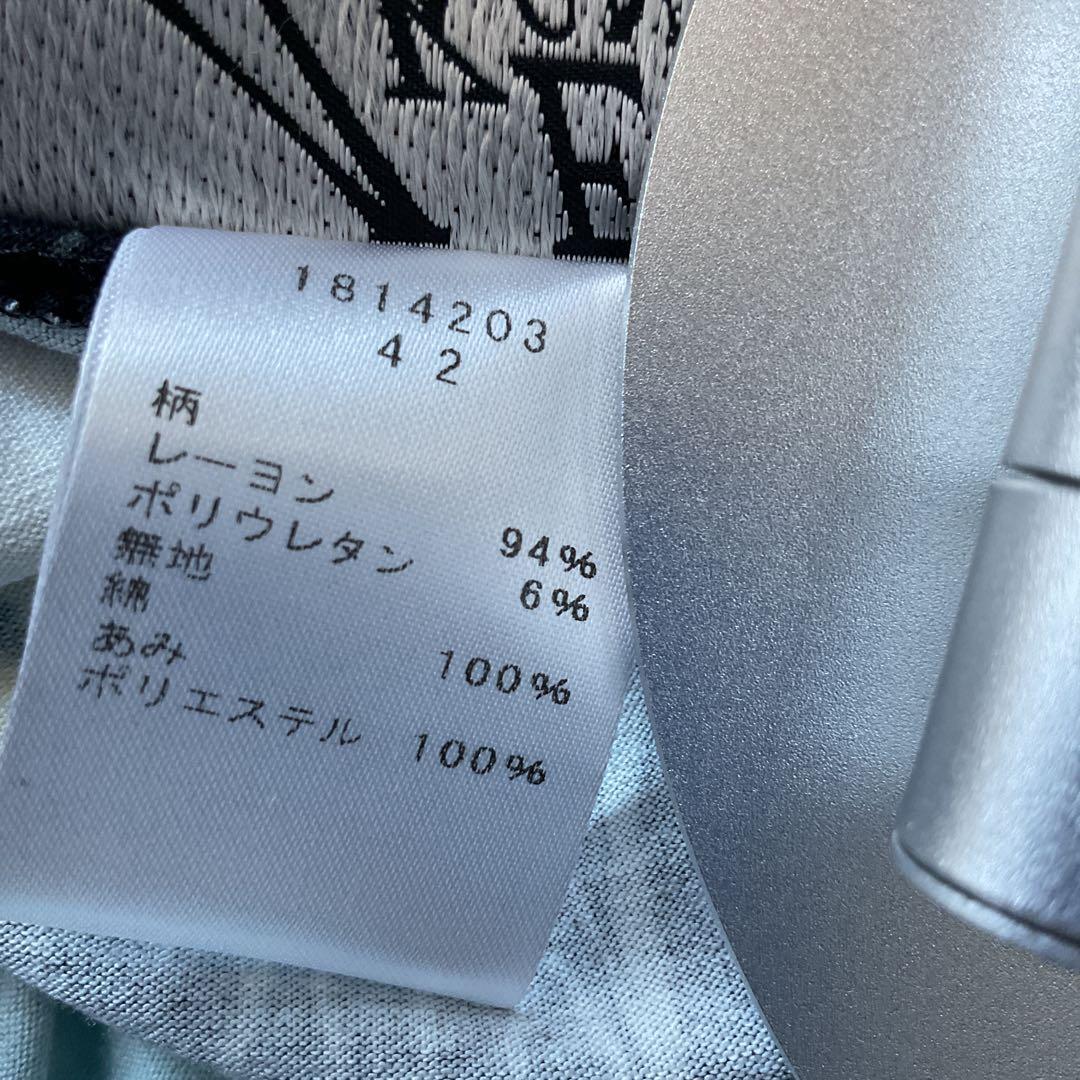 1814203
42
柄
レーヨン 94%
ポリウレタン 6%
無地
綿 100%
あみ
ポリエステル 100%